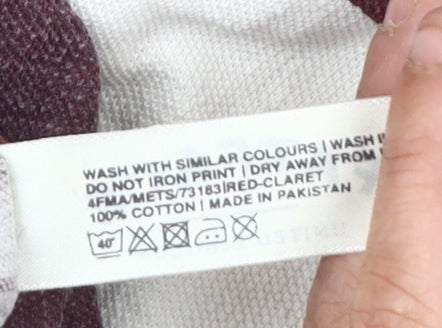 WASH WITH SIMILAR COLOURS | WASH
DO NOT IRON PRINT | DRY AWAY FROM
4FMA/METS/73183|RED-CLARET
100% COTTON | MADE IN PAKISTAN
40°